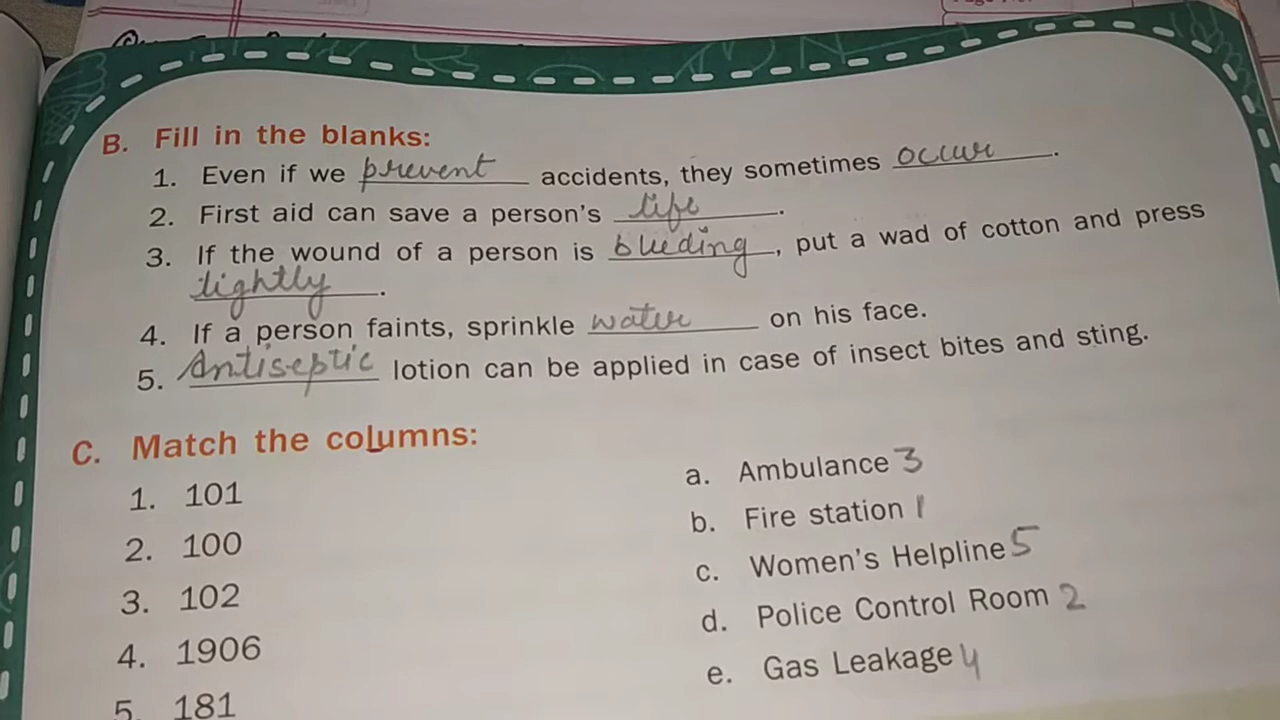 B. Fill in the blanks:
1. Even if we prevent accidents, they sometimes occur.
2. First aid can save a person's life.
3. If the wound of a person is bleeding, put a wad of cotton and press
tightly.
4. If a person faints, sprinkle water on his face.
5. Antiseptic lotion can be applied in case of insect bites and sting.
C. Match the columns:
1. 101 a. Ambulance 3
2. 100 b. Fire station 1
3. 102 c. Women's Helpline 5
4. 1906 d. Police Control Room 2
5. 181 e. Gas Leakage 4